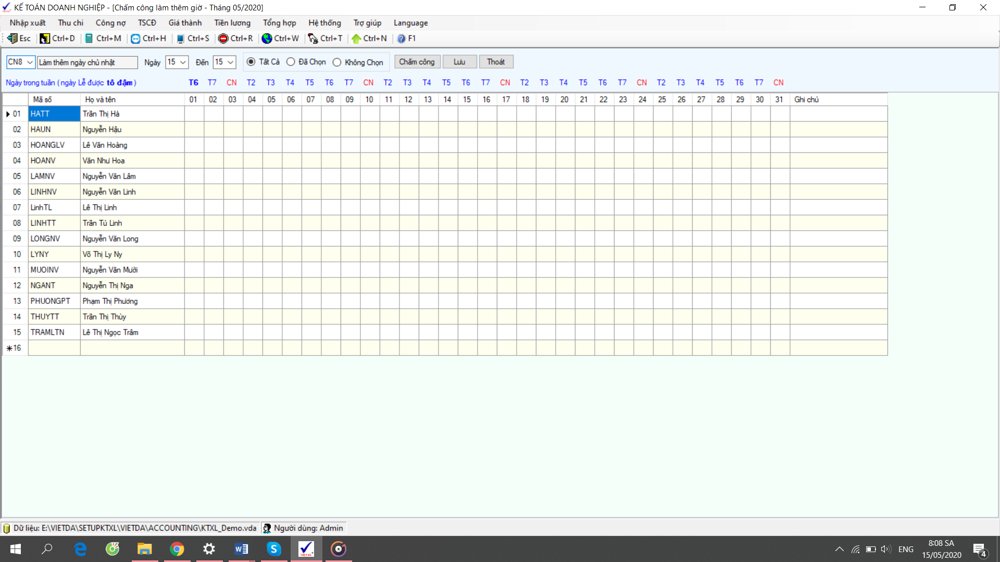 KẾ TOÁN DOANH NGHIỆP - [Chấm công làm thêm giờ - Tháng 05/2020]
Nhập xuất Thu chi Công nợ TSCĐ Giá thành Tiền lương Tổng hợp Hệ thống Trợ giúp Language
Esc Ctrl+D Ctrl+M Ctrl+H Ctrl+S Ctrl+R Ctrl+W Ctrl+T Ctrl+N F1
CN8 Làm thêm ngày chủ nhật Ngày 15 Đến 15 Tất Cả Đã Chọn Không Chọn Chấm công Lưu Thoát
Ngày trong tuần ( ngày Lễ được tô đậm ) T6 T7 CN T2 T3 T4 T5 T6 T7 CN T2 T3 T4 T5 T6 T7 CN T2 T3 T4 T5 T6 T7 CN T2 T3 T4 T5 T6 T7 CN
Mã số Họ và tên 01 02 03 04 05 06 07 08 09 10 11 12 13 14 15 16 17 18 19 20 21 22 23 24 25 26 27 28 29 30 31 Ghi chú
01 HATT Trần Thị Hà
02 HAUN Nguyễn Hậu
03 HOANGLV Lê Văn Hoàng
04 HOANV Văn Như Hoa
05 LAMNV Nguyễn Văn Lâm
06 LINHNV Nguyễn Văn Linh
07 LinhTL Lê Thị Linh
08 LINHTT Trần Tú Linh
09 LONGNV Nguyễn Văn Long
10 LYNY Võ Thị Ly Ny
11 MUOINV Nguyễn Văn Mười
12 NGANT Nguyễn Thị Nga
13 PHUONGPT Phạm Thị Phương
14 THUYTT Trần Thị Thùy
15 TRAMLTN Lê Thị Ngọc Trâm
16
Dữ liệu: E:\VIETDA\SETUPKTXL\VIETDA\ACCOUNTING\KTXL_Demo.vda Người dùng: Admin
ENG 8:08 SA
15/05/2020 4